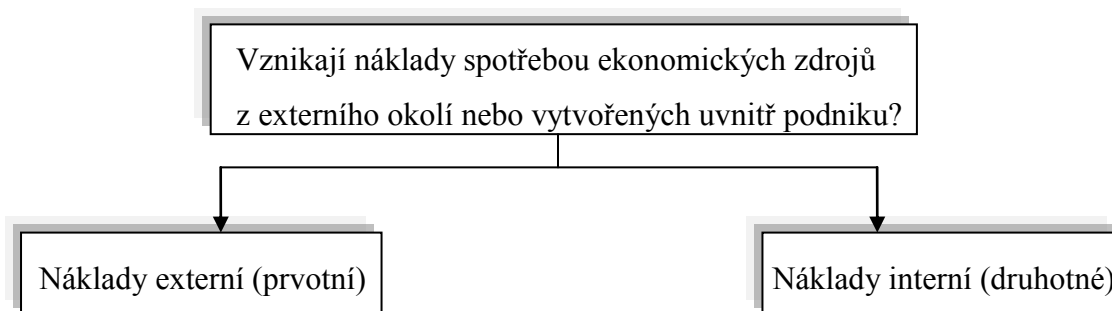 Vznikají náklady spotřebou ekonomických zdrojů
z externího okolí nebo vytvořených uvnitř podniku?
Náklady externí (prvotní)
Náklady interní (druhotné)